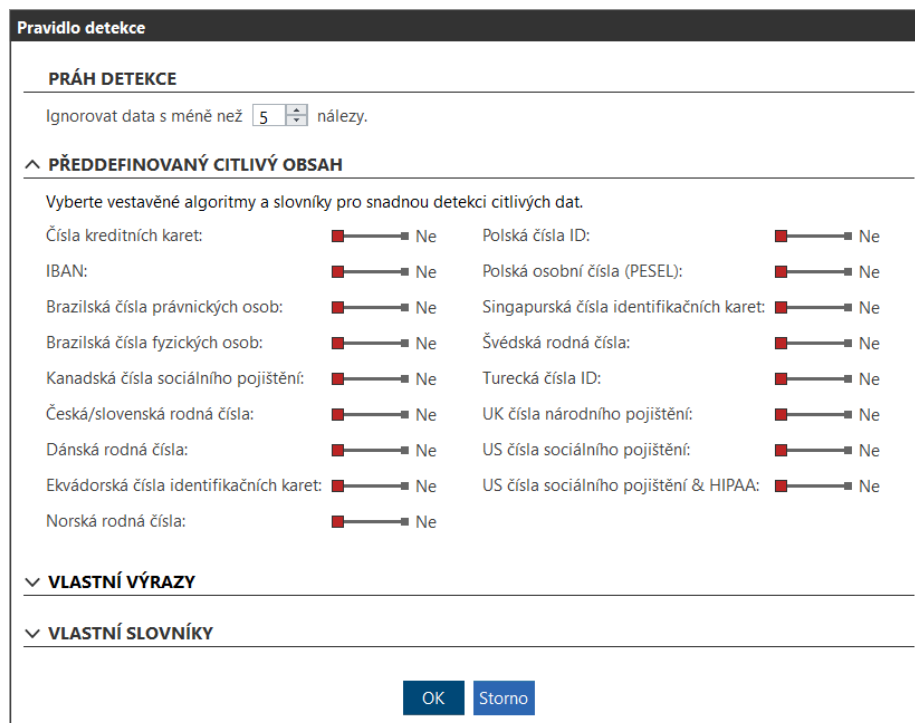 Pravidlo detekce
PRÁH DETEKCE
Ignorovat data s méně než 5 nálezy.
PŘEDDEFINOVANÝ CITLIVÝ OBSAH
Vyberte vestavěné algoritmy a slovníky pro snadnou detekci citlivých dat.
Čísla kreditních karet: Ne
IBAN: Ne
Brazilská čísla právnických osob: Ne
Brazilská čísla fyzických osob: Ne
Kanadská čísla sociálního pojištění: Ne
Česká/slovenská rodná čísla: Ne
Dánská rodná čísla: Ne
Ekvádorská čísla identifikačních karet: Ne
Norská rodná čísla: Ne
Polská čísla ID: Ne
Polská osobní čísla (PESEL): Ne
Singapurská čísla identifikačních karet: Ne
Švédská rodná čísla: Ne
Turecká čísla ID: Ne
UK čísla národního pojištění: Ne
US čísla sociálního pojištění: Ne
US čísla sociálního pojištění & HIPAA: Ne
VLASTNÍ VÝRAZY
VLASTNÍ SLOVNÍKY
OK Storno